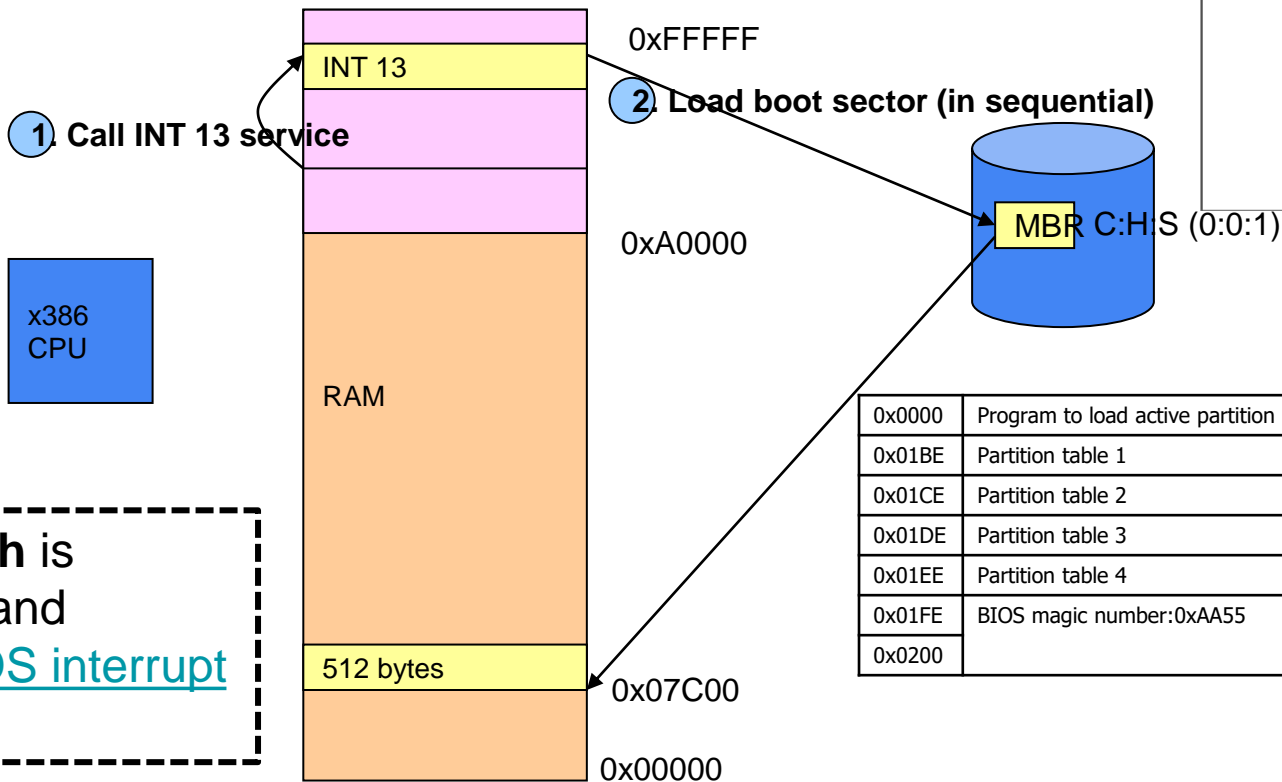 0xFFFFF
INT 13
2. Load boot sector (in sequential)
1. Call INT 13 service
MBR C:H:S (0:0:1)
0xA0000
x386
CPU
RAM
0x0000 Program to load active partition
0x01BE Partition table 1
0x01CE Partition table 2
0x01DE Partition table 3
0x01EE Partition table 4
0x01FE BIOS magic number:0xAA55
0x0200
h is
and
OS interrupt
512 bytes
0x07C00
0x00000